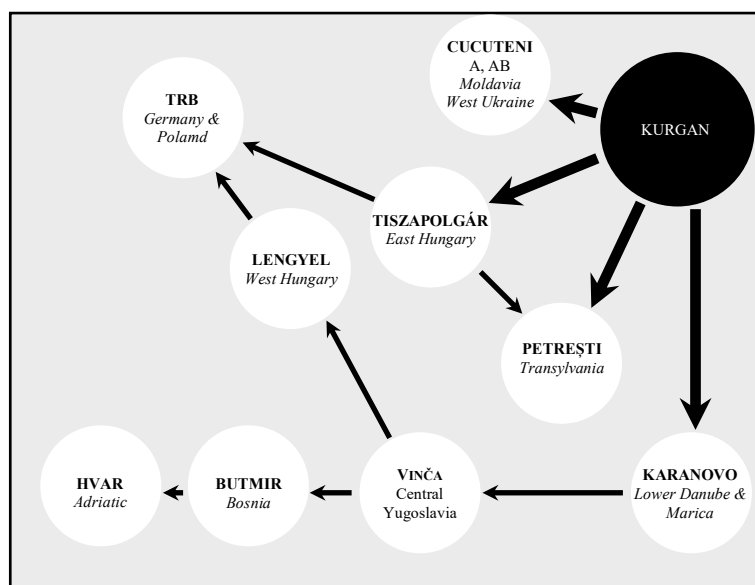 CUCUTENI
A, AB
Moldavia
West Ukraine
KURGAN
TRB
Germany &
Polamd
TISZAPOLGÁR
East Hungary
LENGYEL
West Hungary
PETREȘTI
Transylvania
HVAR
Adriatic
BUTMIR
Bosnia
VINČA
Central
Yugoslavia
KARANOVO
Lower Danube &
Marica